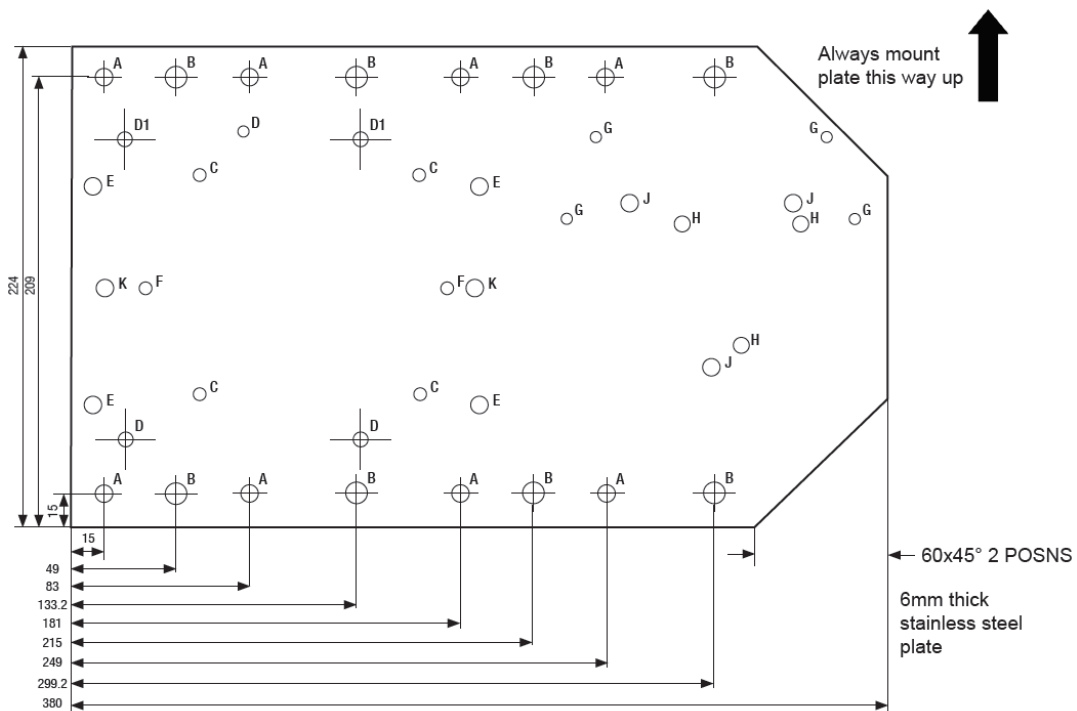 Always mount
plate this way up
A B A B A B A B
D1 D D1 G G
C C
E E
J J
G H H G
K F F K
H
J
C C
E E
D D
A B A B A B A B
224
209
15
15
49
83
133.2
181
215
249
299.2
380
60x45° 2 POSNS
6mm thick
stainless steel
plate